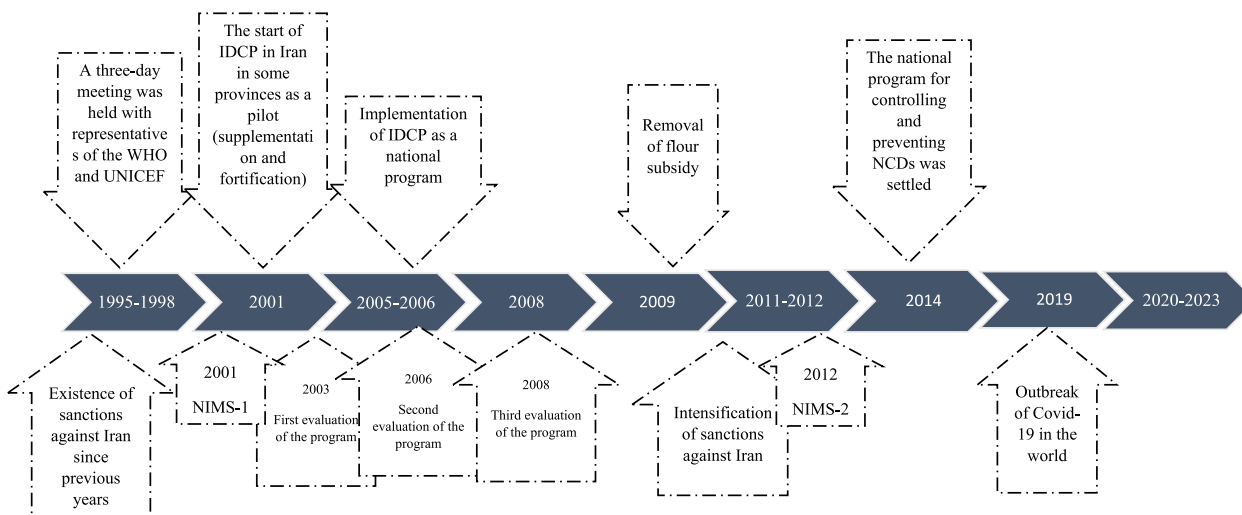 A three-day
meeting was
held with
representative
s of the WHO
and UNICEF
The start of
IDCP in Iran
in some
provinces as a
pilot
(supplementati
on and
fortification)
Implementation
of IDCP as a
national
program
Removal
of flour
subsidy
The national
program for
controlling
and
preventing
NCDs was
settled
1995-1998
2001
2005-2006
2008
2009
2011-2012
2014
2019
2020-2023
Existence of
sanctions
against Iran
since
previous
years
2001
NIMS-1
2003
First evaluation
of the program
2006
Second
evaluation of the
program
2008
Third evaluation
of the program
Intensification
of sanctions
against Iran
2012
NIMS-2
Outbreak
of Covid-
19 in the
world